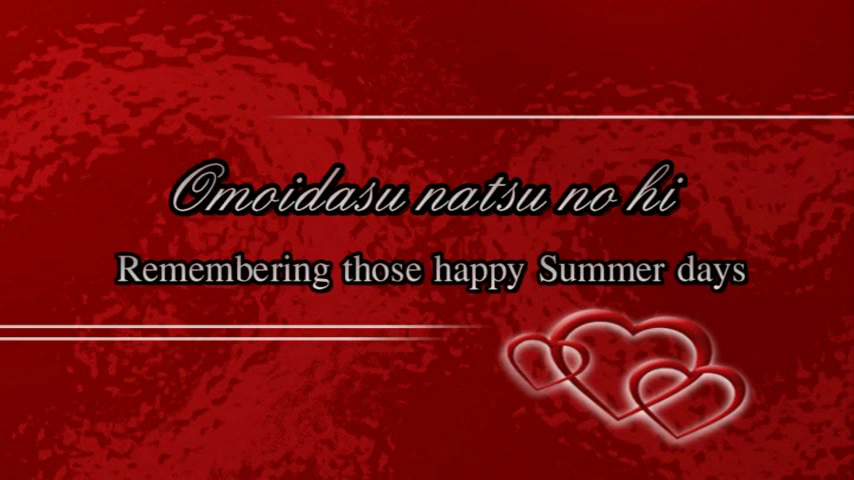 Omoidasu natsu no hi
Remembering those happy Summer days